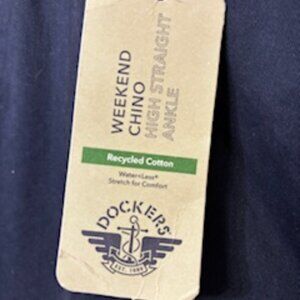 WEEKEND
CHINO
HIGH STRAIGHT
ANKLE
Recycled Cotton
Water<Less®
Stretch for Comfort
DOCKERS
EST. 1986